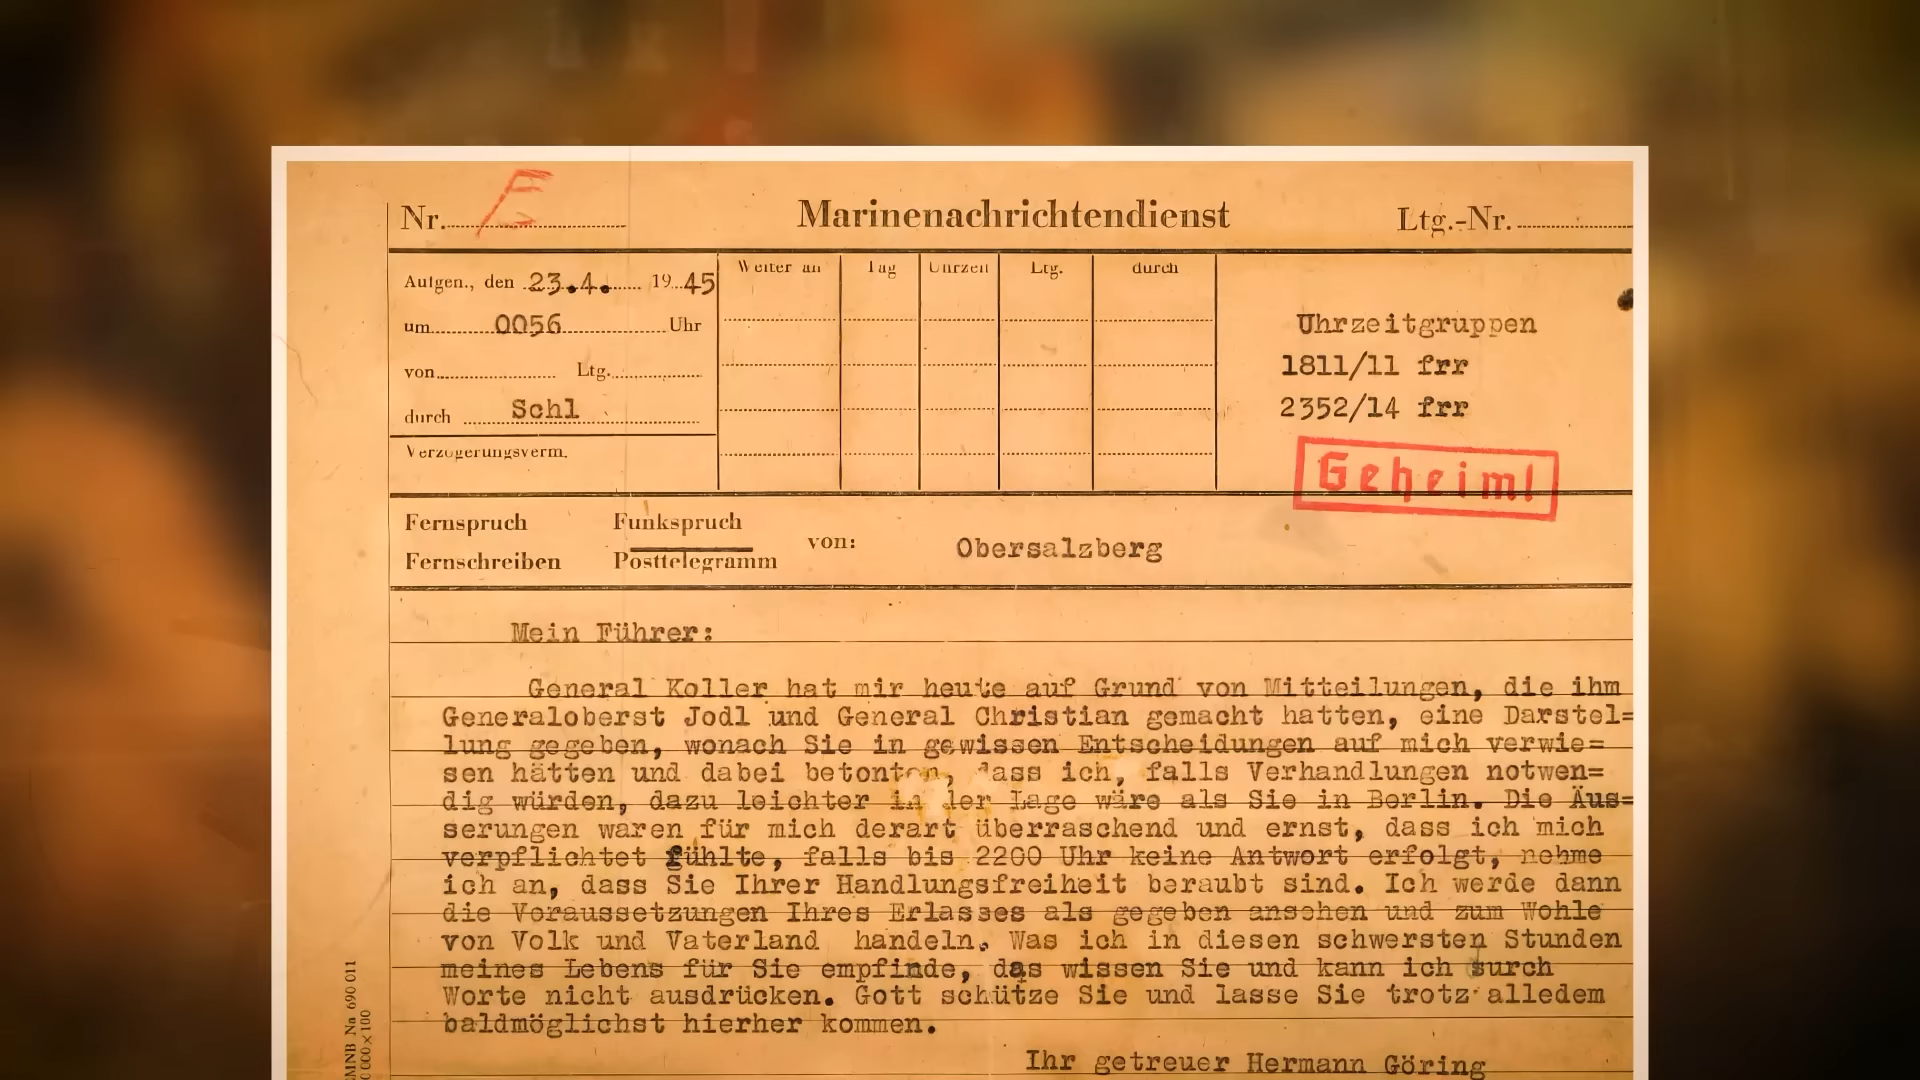 Nr.
Marinenachrichtendienst
Ltg.-Nr.
Aufgen., den 23.4. 1945
um 0056 Uhr
von Ltg.
durch Schl
Verzögerungsverm.
Weiter an Tag Uhrzeit Ltg. durch
Uhrzeitgruppen
1811/11 frr
2352/14 frr
Geheim!
Fernspruch Funkspruch
Fernschreiben Posttelegramm
von: Obersalzberg
Mein Führer:
General Koller hat mir heute auf Grund von Mitteilungen, die ihm
Generaloberst Jodl und General Christian gemacht hatten, eine Darstel=
lung gegeben, wonach Sie in gewissen Entscheidungen auf mich verwie=
sen hätten und dabei betonten, dass ich, falls Verhandlungen notwen=
dig würden, dazu leichter in der Lage wäre als Sie in Berlin. Die Äus=
serungen waren für mich derart überraschend und ernst, dass ich mich
verpflichtet fühlte, falls bis 2200 Uhr keine Antwort erfolgt, nehme
ich an, dass Sie Ihrer Handlungsfreiheit beraubt sind. Ich werde dann
die Voraussetzungen Ihres Erlasses als gegeben ansehen und zum Wohle
von Volk und Vaterland handeln. Was ich in diesen schwersten Stunden
meines Lebens für Sie empfinde, das wissen Sie und kann ich surch
Worte nicht ausdrücken. Gott schütze Sie und lasse Sie trotz alledem
baldmöglichst hierher kommen.
Ihr getreuer Hermann Göring
MNB Na 690 011
000 x 100